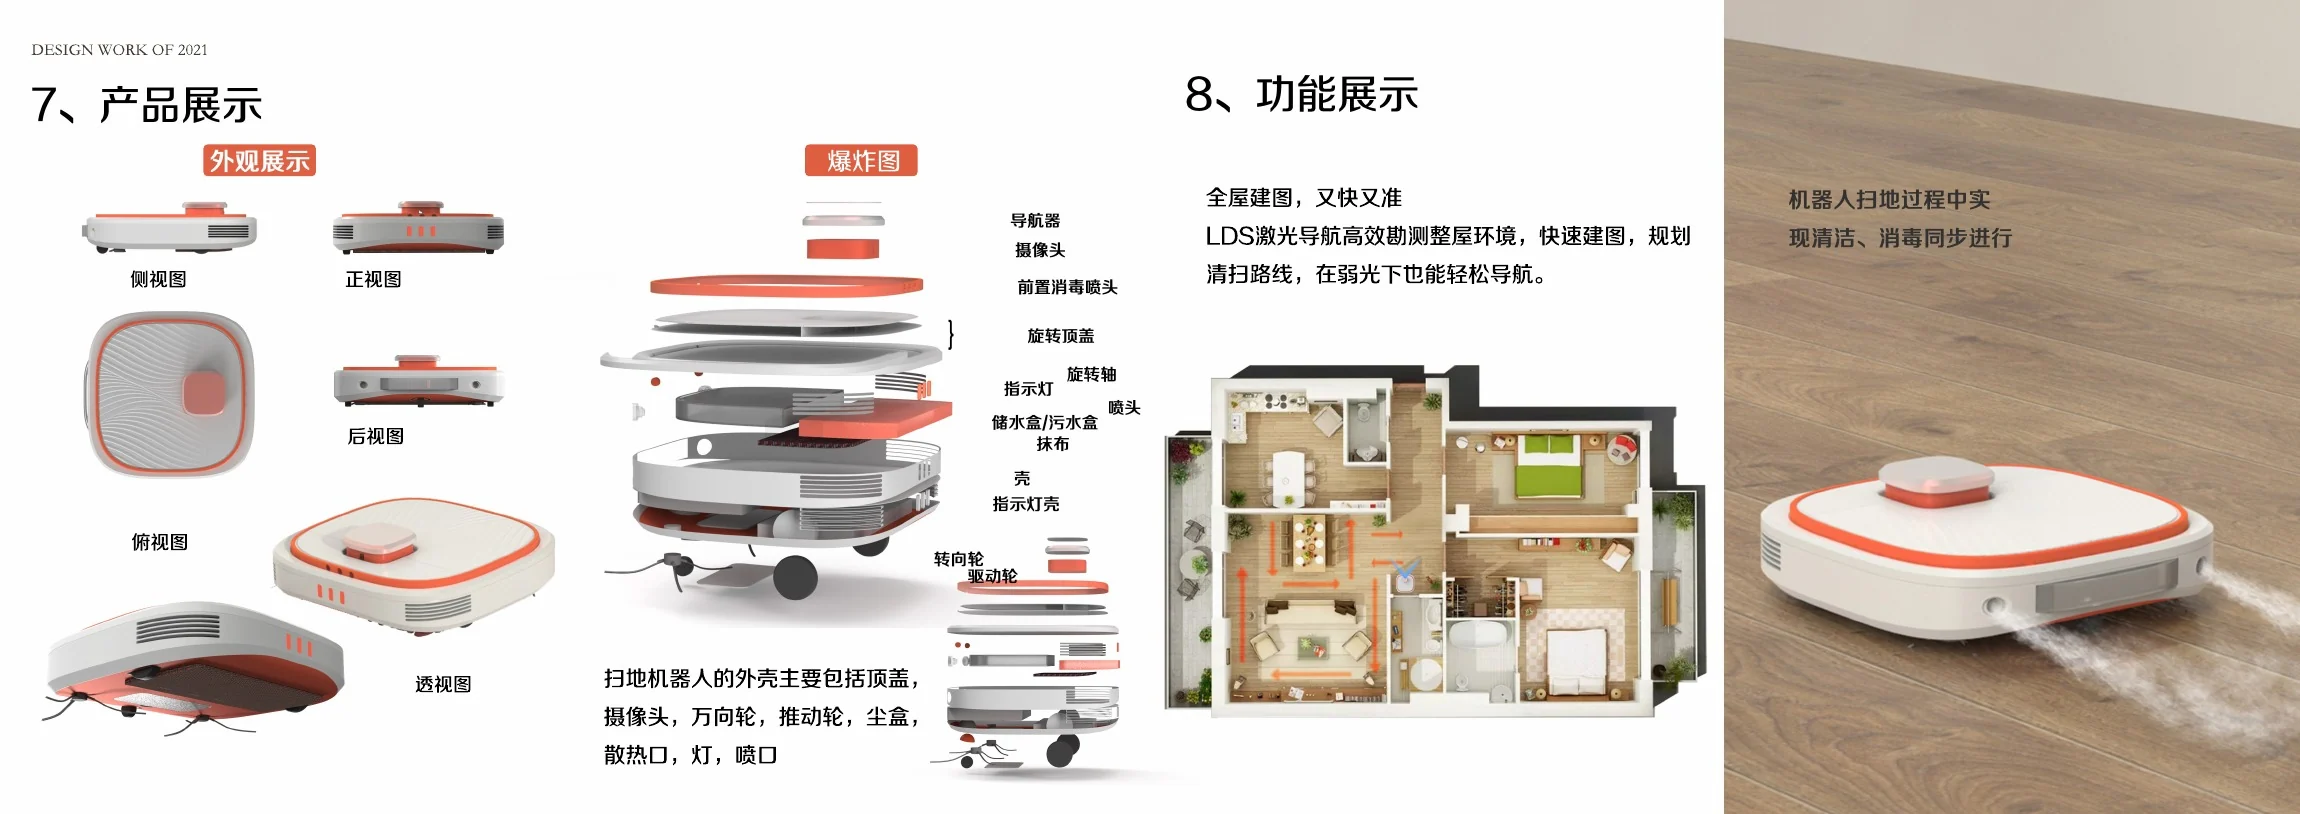 DESIGN WORK OF 2021
7、产品展示
外观展示
侧视图
正视图
俯视图
后视图
透视图
爆炸图
导航器
摄像头
前置消毒喷头
}
旋转顶盖
旋转轴
指示灯
喷头
储水盒/污水盒
抹布
壳
指示灯壳
转向轮
驱动轮
扫地机器人的外壳主要包括顶盖，
摄像头，万向轮，推动轮，尘盒，
散热口，灯，喷口
8、功能展示
全屋建图，又快又准
LDS激光导航高效勘测整屋环境，快速建图，规划
清扫路线，在弱光下也能轻松导航。
机器人扫地过程中实
现清洁、消毒同步进行